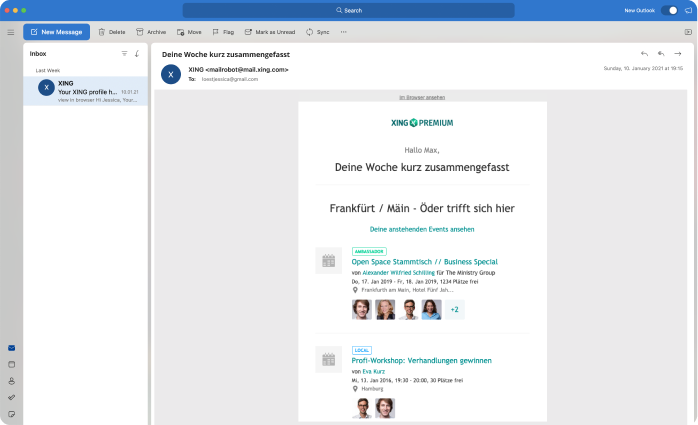 Search
New Outlook
New Message
Delete
Archive
Move
Flag
Mark as Unread
Sync
Inbox
Last Week
X
XING
Your XING profile h...
10.01.21
view in browser Hi Jessica, Your...
Deine Woche kurz zusammengefasst
X
XING <mailrobot@mail.xing.com>
To:
iuxetjessica@gmail.com
Sunday, 10. January 2021 at 19:15
Im Browser ansehen
XING PREMIUM
Hallo Max,
Deine Woche kurz zusammengefasst
Frankfürt / Mäin - Öder trifft sich hier
Deine anstehenden Events ansehen
AMBASSADOR
Open Space Stammtisch // Business Special
von Alexander Wilfried Schilling für The Ministry Group
Do, 17. Jan 2019 - Fr, 18. Jan 2019, 1234 Plätze frei
Frankfurth am Main, Hotel Fünf Jah...
+2
LOCAL
Profi-Workshop: Verhandlungen gewinnen
von Eva Kurz
Mi, 13. Jan 2016, 19:30 - 20:00, 30 Plätze frei
Hamburg